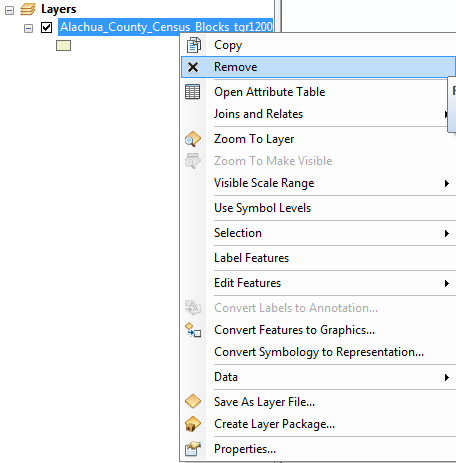 Layers
Alachua_County_Census_Blocks_tgr1200
Copy
Remove
Open Attribute Table
Joins and Relates
Zoom To Layer
Zoom To Make Visible
Visible Scale Range
Use Symbol Levels
Selection
Label Features
Edit Features
Convert Labels to Annotation...
Convert Features to Graphics...
Convert Symbology to Representation...
Data
Save As Layer File...
Create Layer Package...
Properties...